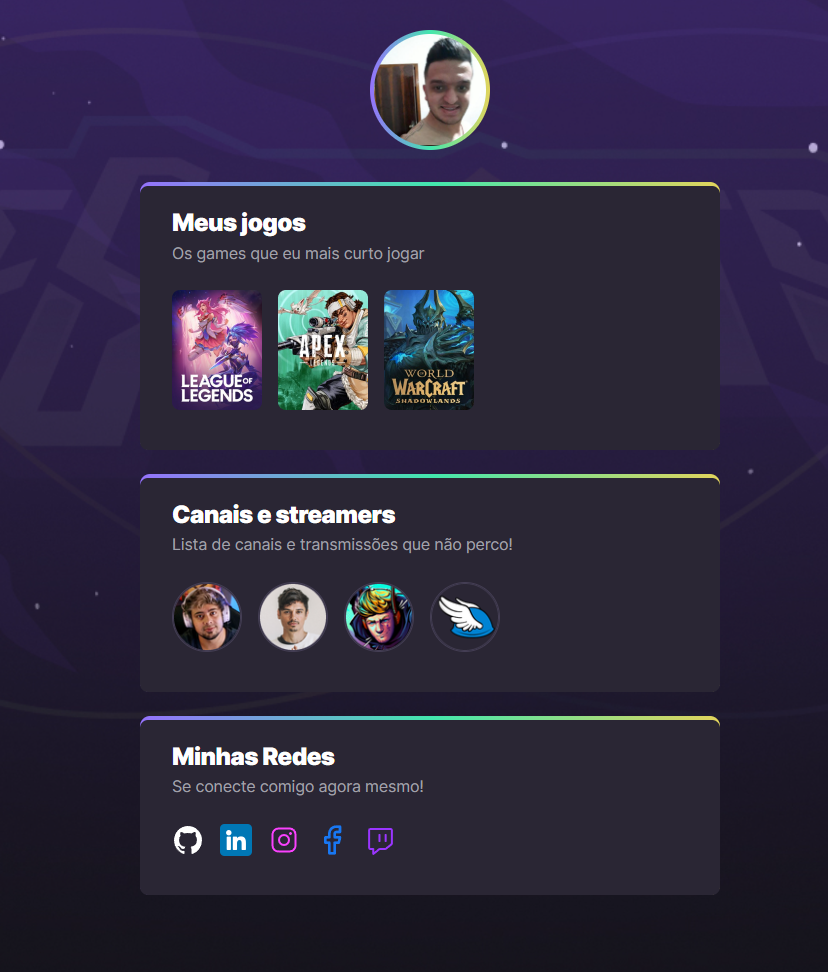 Meus jogos
Os games que eu mais curto jogar
LEAGUE OF
LEGENDS
APEX
LEGENDS
WORLD
WARCRAFT
SHADOWLANDS
Canais e streamers
Lista de canais e transmissões que não perco!
Minhas Redes
Se conecte comigo agora mesmo!
in